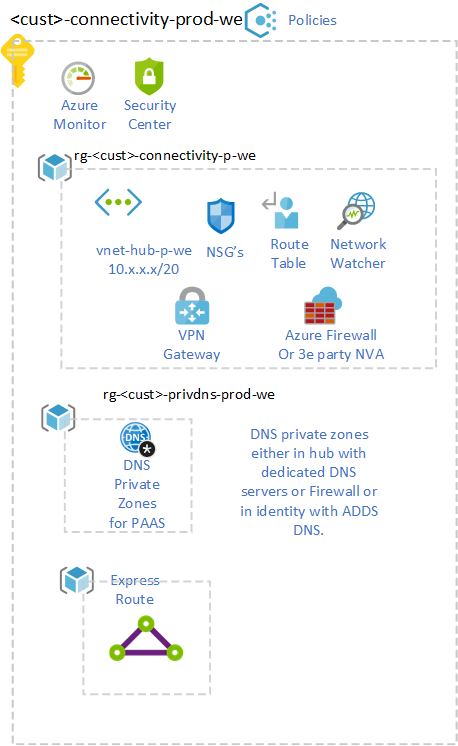 <cust>-connectivity-prod-we
Policies
Azure
Monitor
Security
Center
rg-<cust>-connectivity-p-we
vnet-hub-p-we
10.x.x.x/20
NSG's
Route
Table
Network
Watcher
VPN
Gateway
Azure Firewall
Or 3e party NVA
rg-<cust>-privdns-prod-we
DNS
DNS
Private
Zones
for PAAS
DNS private zones
either in hub with
dedicated DNS
servers or Firewall or
in identity with ADDS
DNS.
Express
Route